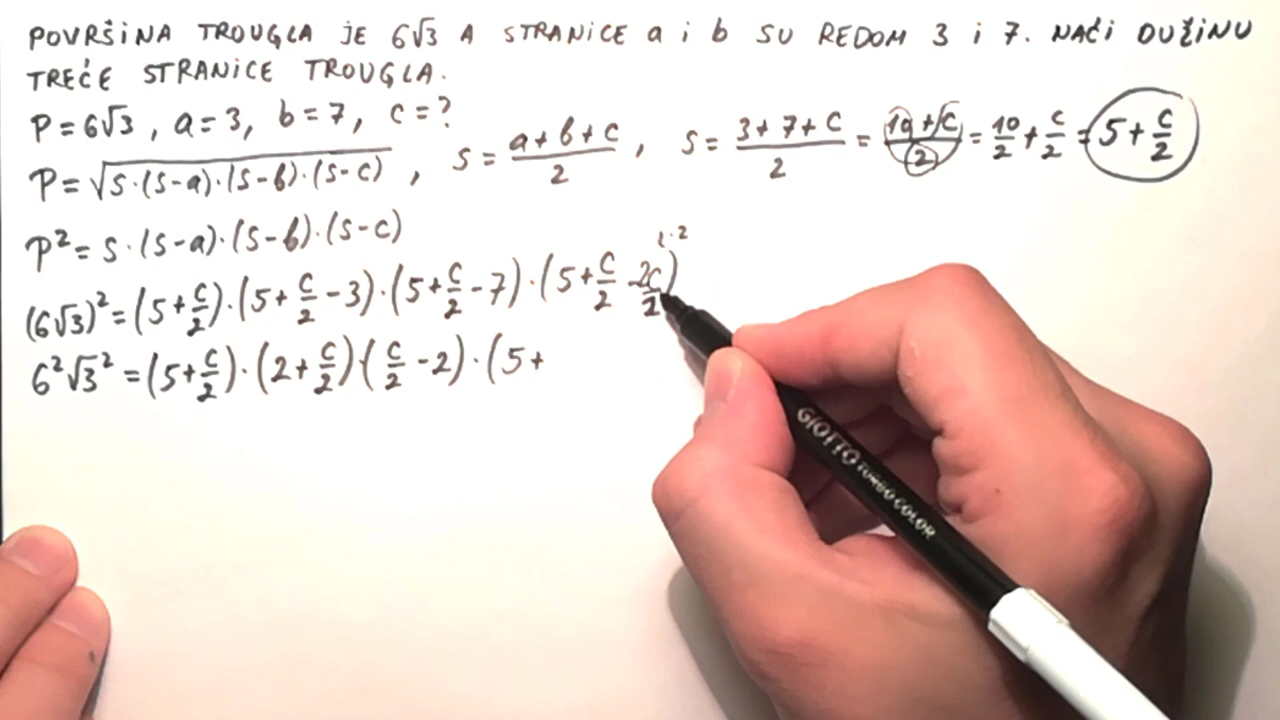 POVRŠINA TROUGLA JE 6√3 A STRANICE a i b SU REDOM 3 i 7. NAĆI DUŽINU
TREĆE STRANICE TROUGLA.
P=6√3, a=3, b=7, c=?
P=√s·(s-a)·(s-b)·(s-c), s=a+b+c/2, s=3+7+c/2=10+c/2=10/2+c/2=5+c/2
P²=s·(s-a)·(s-b)·(s-c)
(6√3)²=(5+c/2)·(5+c/2-3)·(5+c/2-7)·(5+c/2-2c/2)
6²√3²=(5+c/2)·(2+c/2)·(c/2-2)·(5+
GIOTTO TURBO COLOR